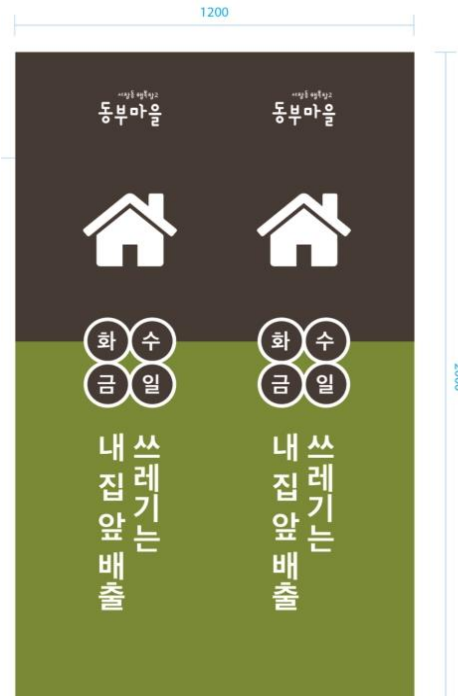 1200
동부마을
화 수
금 일
쓰레기는
내 집 앞 배출
동부마을
화 수
금 일
쓰레기는
내 집 앞 배출